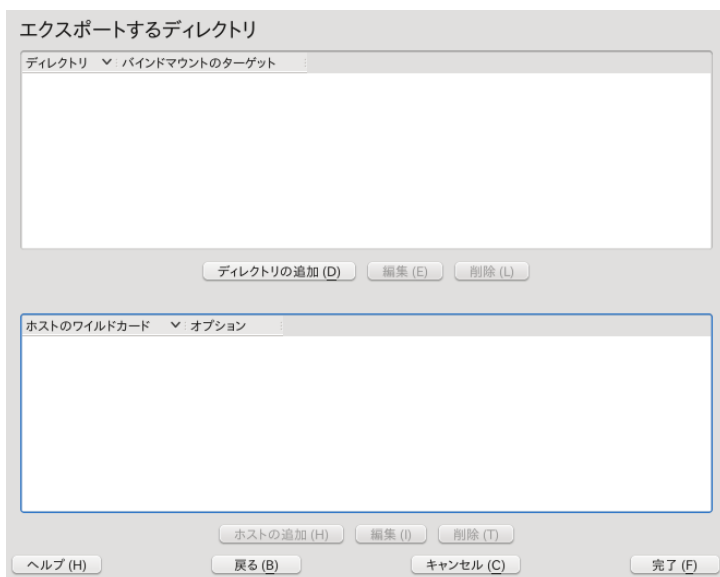 エクスポートするディレクトリ
ディレクトリ バインドマウントのターゲット
ディレクトリの追加 (D) 編集 (E) 削除 (L)
ホストのワイルドカード オプション
ホストの追加 (H) 編集 (I) 削除 (T)
ヘルプ (H) 戻る (B) キャンセル (C) 完了 (F)